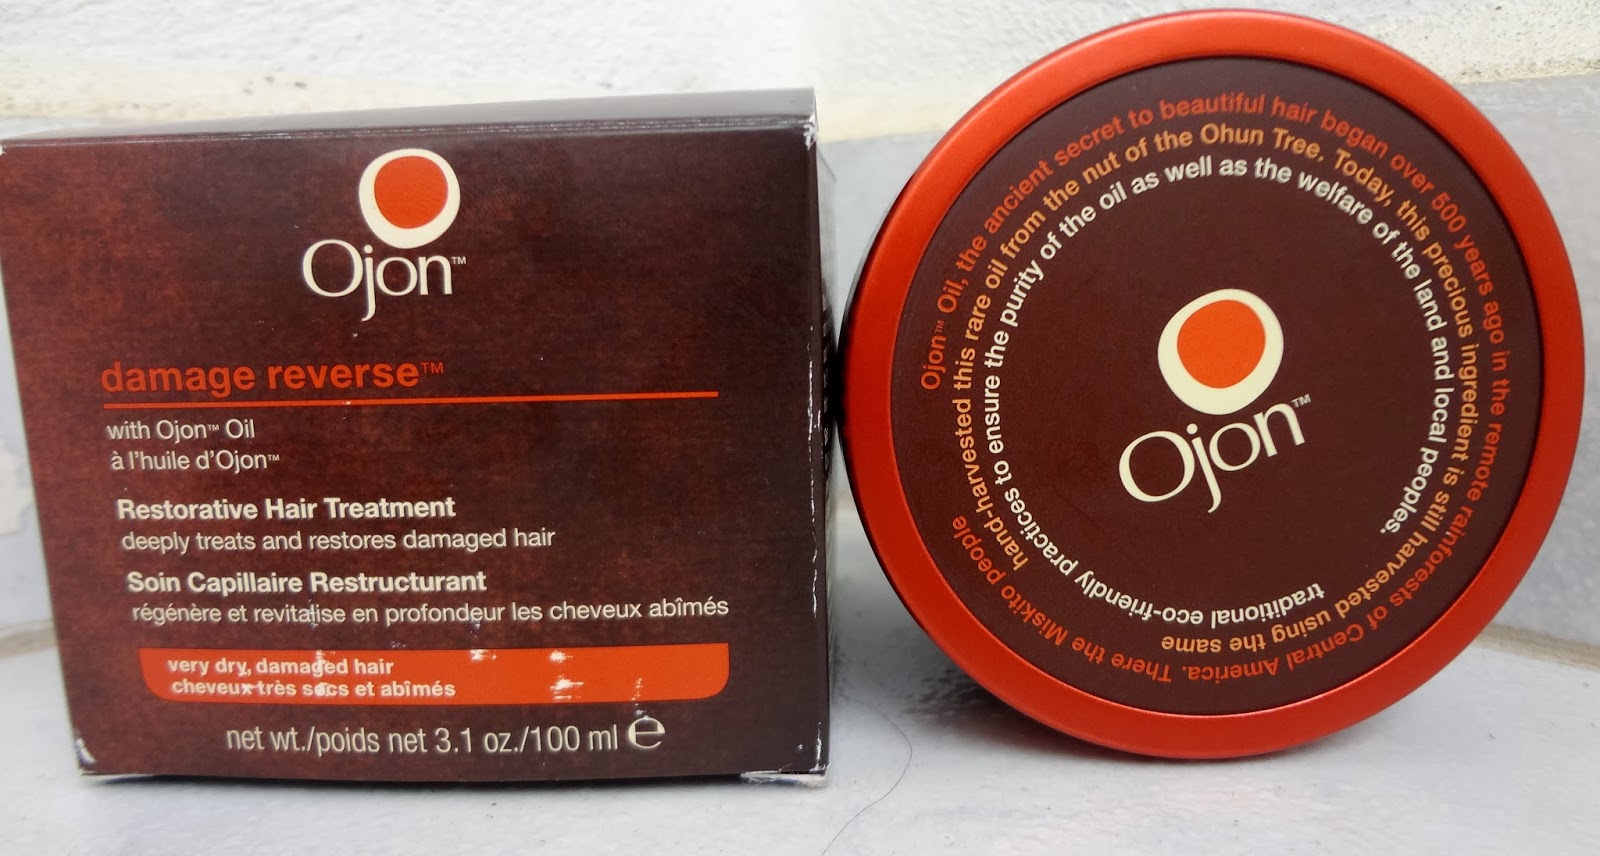 Ojon™
damage reverse™
with Ojon™ Oil
à l'huile d'Ojon™
Restorative Hair Treatment
deeply treats and restores damaged hair
Soin Capillaire Restructurant
régénère et revitalise en profondeur les cheveux abîmés
very dry, damaged hair
cheveux très secs et abîmés
net wt./poids net 3.1 oz./100 ml ℮
Ojon™ Oil, the ancient secret to beautiful hair began over 500 years ago in the remote rainforests of Central America. There the Miskito people
hand-harvested this rare oil from the nut of the Ohun Tree. Today, this precious ingredient is still harvested using the same
traditional eco-friendly practices to ensure the purity of the oil as well as the welfare of the land and local peoples.
Ojon™